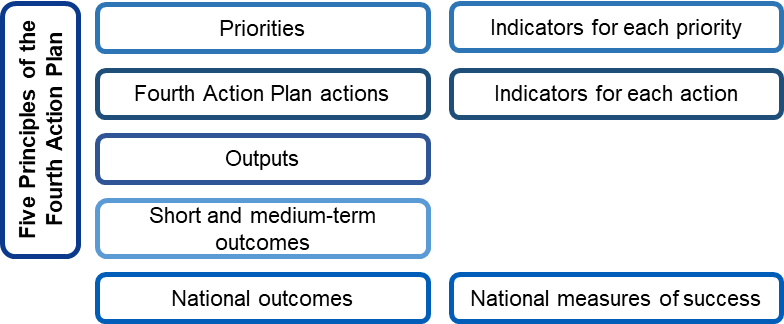 Five Principles of the
Fourth Action Plan
Priorities
Indicators for each priority
Fourth Action Plan actions
Indicators for each action
Outputs
Short and medium-term
outcomes
National outcomes
National measures of success